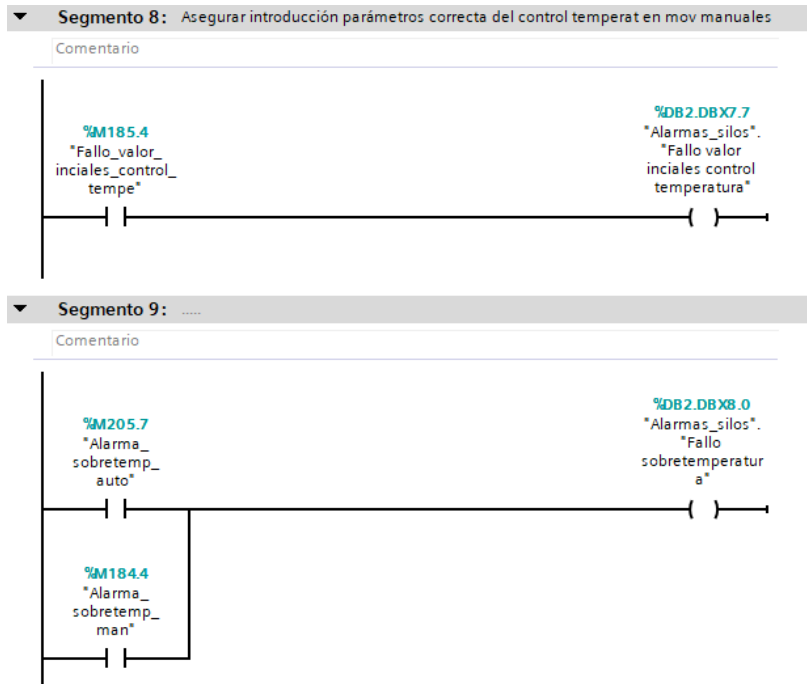 Segmento 8: Asegurar introducción parámetros correcta del control temperat en mov manuales
Comentario
%M185.4
"Fallo_valor_
inciales_control_
tempe"
%DB2.DBX7.7
"Alarmas_silos".
"Fallo valor
inciales control
temperatura"
Segmento 9: .....
Comentario
%M205.7
"Alarma_
sobretemp_
auto"
%DB2.DBX8.0
"Alarmas_silos".
"Fallo
sobretemperatur
a"
%M184.4
"Alarma_
sobretemp_
man"